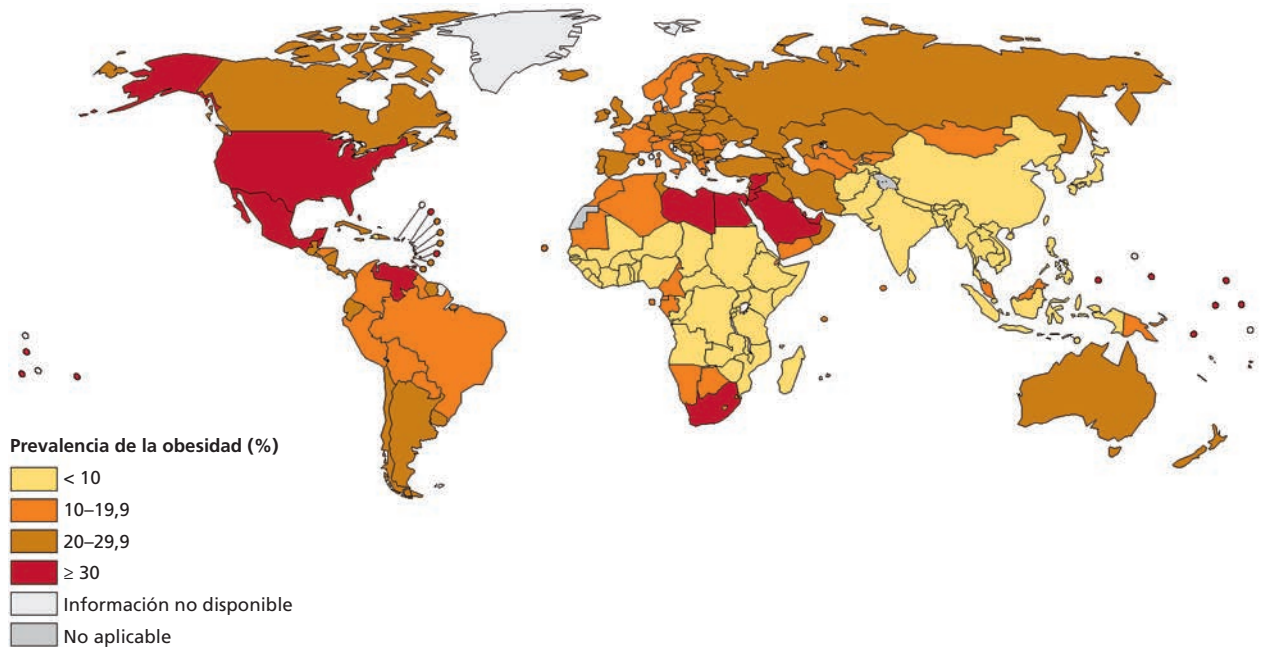 Prevalencia de la obesidad (%)
< 10
10–19,9
20–29,9
≥ 30
Información no disponible
No aplicable